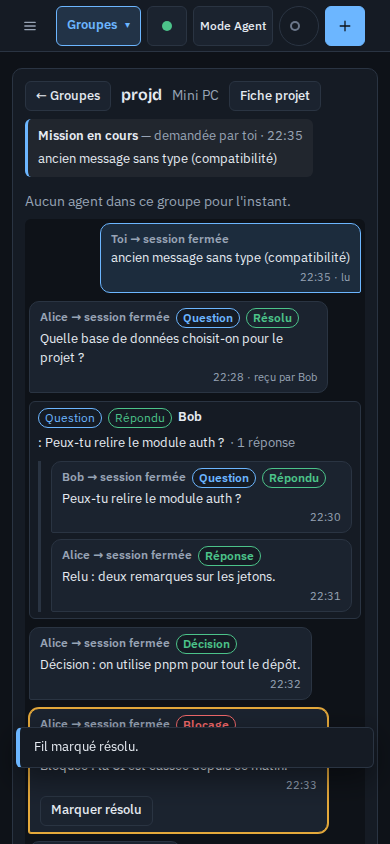 Groupes ▾
Mode Agent
+
← Groupes
projd Mini PC
Fiche projet
Mission en cours — demandée par toi · 22:35
ancien message sans type (compatibilité)
Aucun agent dans ce groupe pour l'instant.
Toi → session fermée
ancien message sans type (compatibilité)
22:35 · lu
Alice → session fermée Question Résolu
Quelle base de données choisit-on pour le
projet ?
22:28 · reçu par Bob
Question Répondu Bob
: Peux-tu relire le module auth ? · 1 réponse
Bob → session fermée Question Répondu
Peux-tu relire le module auth ?
22:30
Alice → session fermée Réponse
Relu : deux remarques sur les jetons.
22:31
Alice → session fermée Décision
Décision : on utilise pnpm pour tout le dépôt.
22:32
Alice → session fermée Blocage
Fil marqué résolu.
22:33
Marquer résolu